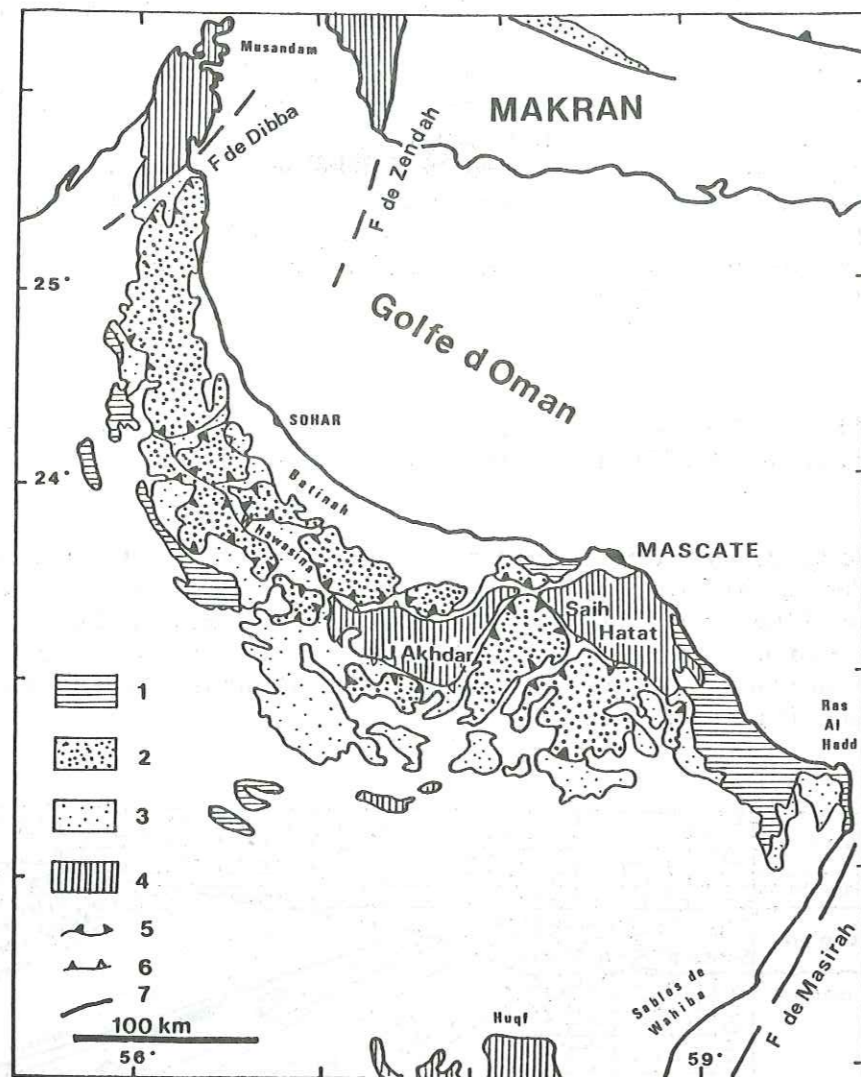 Musandam
MAKRAN
F de Dibba
F de Zendah
25°
Golfe d Oman
SOHAR
24°
Batinah
Hawasina
MASCATE
Saih
Hatat
J Akhdar
Ras
Al
Hadd
1
2
3
4
5
6
7
100 km
Sables de
Wahiba
F de Masirah
Huqf
56°
59°